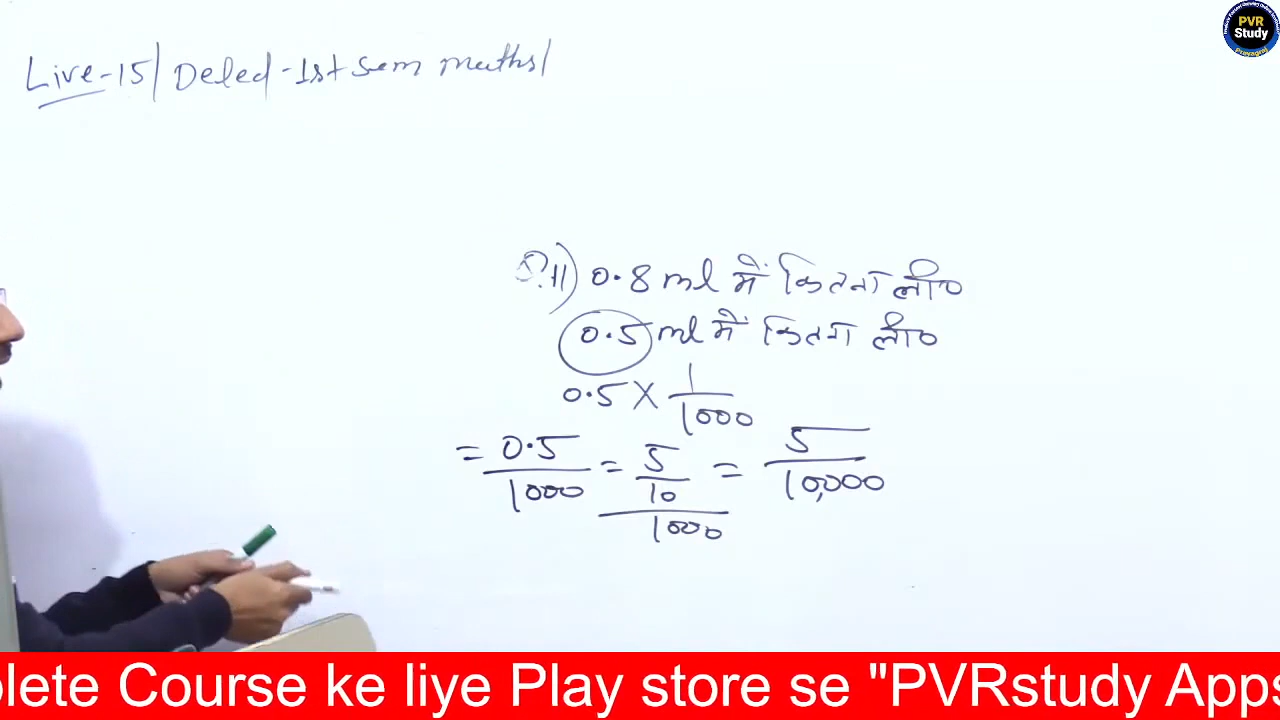 PVR
Study
Prayagraj
Live-15/ Deled-1st sem maths/
Q.11) 0.8 ml में कितना ली०
0.5 ml में कितना ली०
0.5 × 1/1000
= 0.5/1000 = 5/10/1000 = 5/10,000
plete Course ke liye Play store se "PVRstudy Apps